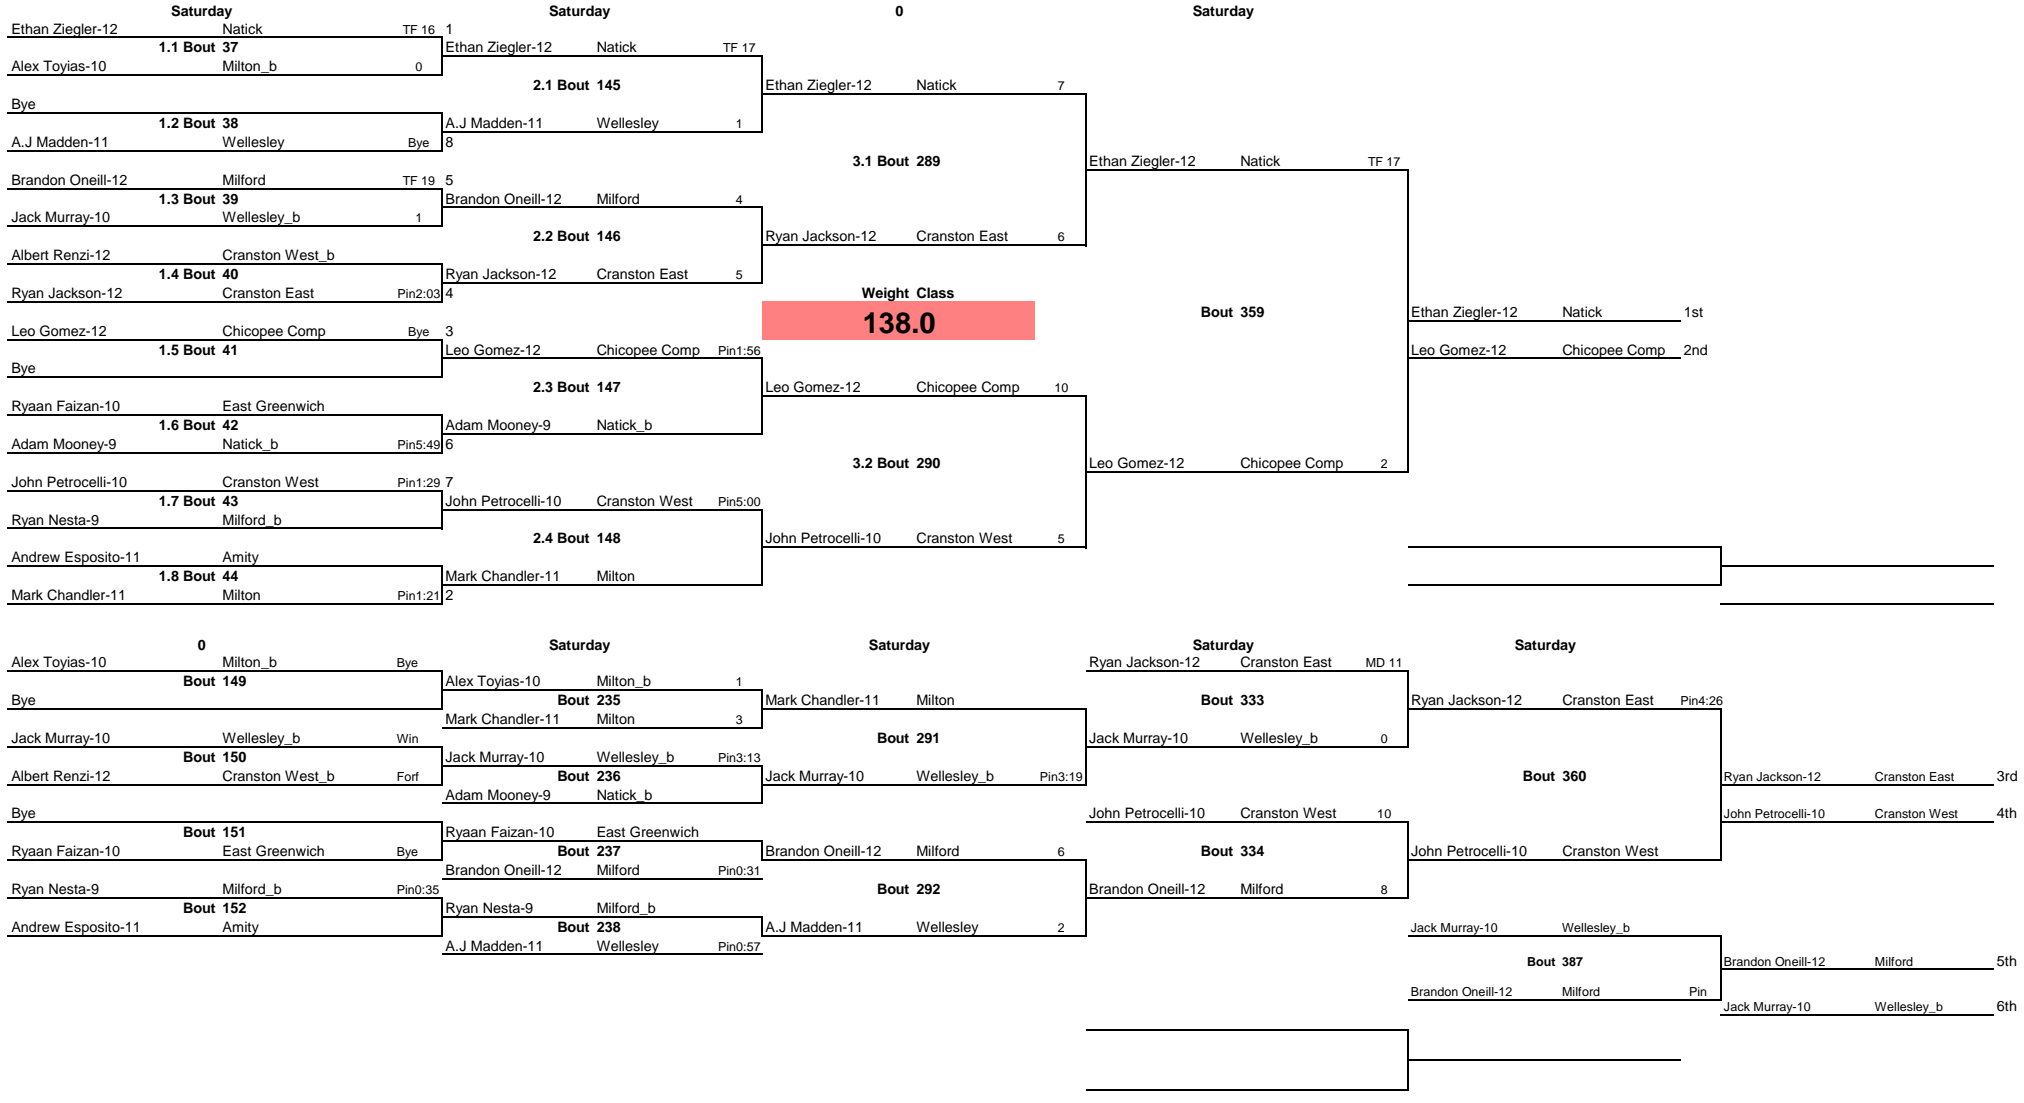 Saturday Saturday 0 Saturday
Ethan Ziegler-12 Natick TF 16 1
1.1 Bout 37 Ethan Ziegler-12 Natick TF 17
Alex Toyias-10 Milton_b 0
2.1 Bout 145 Ethan Ziegler-12 Natick 7
Bye
1.2 Bout 38 A.J Madden-11 Wellesley 1
A.J Madden-11 Wellesley Bye 8
3.1 Bout 289 Ethan Ziegler-12 Natick TF 17
Brandon Oneill-12 Milford TF 19 5
1.3 Bout 39 Brandon Oneill-12 Milford 4
Jack Murray-10 Wellesley_b 1
2.2 Bout 146 Ryan Jackson-12 Cranston East 6
Albert Renzi-12 Cranston West_b
1.4 Bout 40 Ryan Jackson-12 Cranston East 5
Ryan Jackson-12 Cranston East Pin2:03 4 Weight Class
138.0 Bout 359 Ethan Ziegler-12 Natick 1st
Leo Gomez-12 Chicopee Comp Bye 3
1.5 Bout 41 Leo Gomez-12 Chicopee Comp Pin1:56 Leo Gomez-12 Chicopee Comp 2nd
Bye
2.3 Bout 147 Leo Gomez-12 Chicopee Comp 10
Ryaan Faizan-10 East Greenwich
1.6 Bout 42 Adam Mooney-9 Natick_b
Adam Mooney-9 Natick_b Pin5:49 6
3.2 Bout 290 Leo Gomez-12 Chicopee Comp 2
John Petrocelli-10 Cranston West Pin1:29 7
1.7 Bout 43 John Petrocelli-10 Cranston West Pin5:00
Ryan Nesta-9 Milford_b
2.4 Bout 148 John Petrocelli-10 Cranston West 5
Andrew Esposito-11 Amity
1.8 Bout 44 Mark Chandler-11 Milton
Mark Chandler-11 Milton Pin1:21 2
0 Saturday Saturday Saturday Saturday
Alex Toyias-10 Milton_b Bye Ryan Jackson-12 Cranston East MD 11
Bout 149 Alex Toyias-10 Milton_b 1
Bye Bout 235 Mark Chandler-11 Milton Bout 333 Ryan Jackson-12 Cranston East Pin4:26
Mark Chandler-11 Milton 3
Jack Murray-10 Wellesley_b Win Bout 291 Jack Murray-10 Wellesley_b 0
Bout 150 Jack Murray-10 Wellesley_b Pin3:13
Albert Renzi-12 Cranston West_b Forf Bout 236 Jack Murray-10 Wellesley_b Pin3:19 Bout 360 Ryan Jackson-12 Cranston East 3rd
Adam Mooney-9 Natick_b
Bye John Petrocelli-10 Cranston West 10 John Petrocelli-10 Cranston West 4th
Bout 151 Ryaan Faizan-10 East Greenwich
Ryaan Faizan-10 East Greenwich Bye Bout 237 Brandon Oneill-12 Milford 6 Bout 334 John Petrocelli-10 Cranston West
Brandon Oneill-12 Milford Pin0:31
Ryan Nesta-9 Milford_b Pin0:35 Bout 292 Brandon Oneill-12 Milford 8
Bout 152 Ryan Nesta-9 Milford_b
Andrew Esposito-11 Amity Bout 238 A.J Madden-11 Wellesley 2 Jack Murray-10 Wellesley_b
A.J Madden-11 Wellesley Pin0:57
Bout 387 Brandon Oneill-12 Milford 5th
Brandon Oneill-12 Milford Pin
Jack Murray-10 Wellesley_b 6th